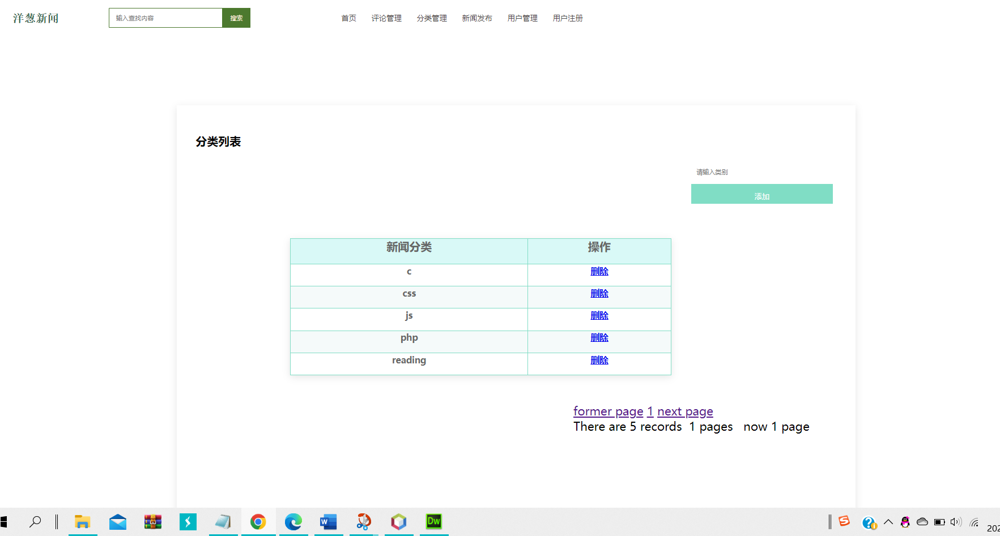 洋葱新闻
输入查找内容 搜索
首页 评论管理 分类管理 新闻发布 用户管理 用户注册
分类列表
请输入类别
添加
新闻分类 操作
c 删除
css 删除
js 删除
php 删除
reading 删除
former page 1 next page
There are 5 records 1 pages now 1 page
W
Dw
S
202